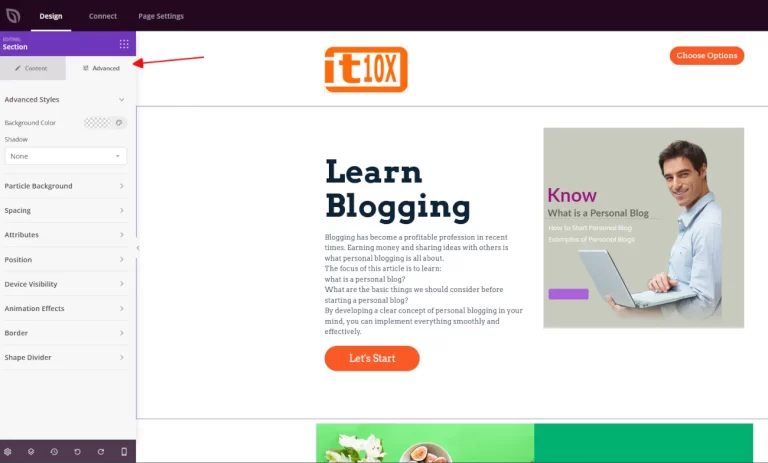 Design
Connect
Page Settings
EDITING:
Section
Content
Advanced
Advanced Styles
Background Color
Shadow
None
Particle Background
Spacing
Attributes
Position
Device Visibility
Animation Effects
Border
Shape Divider
it10X
Choose Options
Learn
Blogging
Blogging has become a profitable profession in recent
times. Earning money and sharing ideas with others is
what personal blogging is all about.
The focus of this article is to learn:
what is a personal blog?
What are the basic things we should consider before
starting a personal blog?
By developing a clear concept of personal blogging in your
mind, you can implement everything smoothly and
effectively.
Let's Start
Know
What is a Personal Blog
How to Start Personal Blog
Examples of Personal Blogs